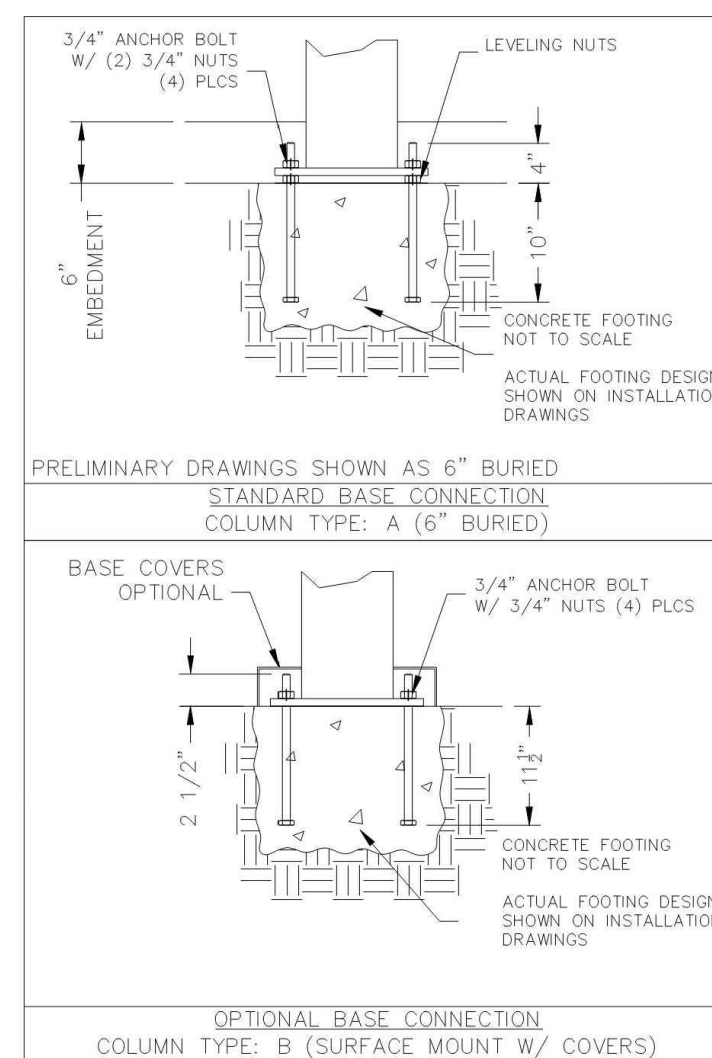 3/4" ANCHOR BOLT
W/ (2) 3/4" NUTS
(4) PLCS
LEVELING NUTS
4"
10"
6"
EMBEDMENT
CONCRETE FOOTING
NOT TO SCALE
ACTUAL FOOTING DESIGN
SHOWN ON INSTALLATIO
DRAWINGS
PRELIMINARY DRAWINGS SHOWN AS 6" BURIED
STANDARD BASE CONNECTION
COLUMN TYPE: A (6" BURIED)
BASE COVERS
OPTIONAL
3/4" ANCHOR BOLT
W/ 3/4" NUTS (4) PLCS
2 1/2"
11 1/2"
CONCRETE FOOTING
NOT TO SCALE
ACTUAL FOOTING DESIGN
SHOWN ON INSTALLATION
DRAWINGS
OPTIONAL BASE CONNECTION
COLUMN TYPE: B (SURFACE MOUNT W/ COVERS)